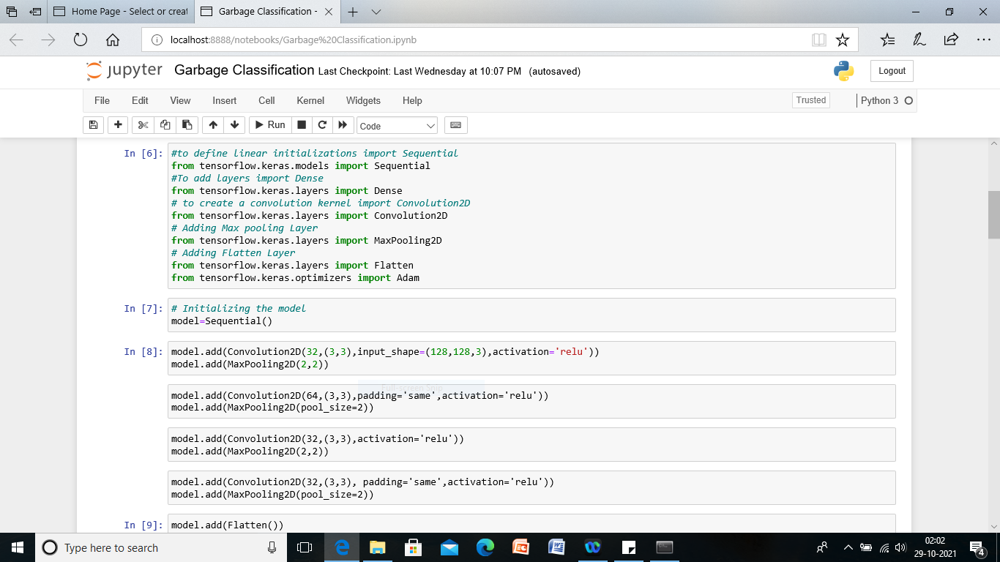 Home Page - Select or creat
Garbage Classification -
localhost:8888/notebooks/Garbage%20Classification.ipynb
jupyter Garbage Classification Last Checkpoint: Last Wednesday at 10:07 PM (autosaved)
Logout
File Edit View Insert Cell Kernel Widgets Help
Trusted
Python 3
Run
Code
In [6]:
#to define linear initializations import Sequential
from tensorflow.keras.models import Sequential
#To add layers import Dense
from tensorflow.keras.layers import Dense
# to create a convolution kernel import Convolution2D
from tensorflow.keras.layers import Convolution2D
# Adding Max pooling Layer
from tensorflow.keras.layers import MaxPooling2D
# Adding Flatten Layer
from tensorflow.keras.layers import Flatten
from tensorflow.keras.optimizers import Adam
In [7]:
# Initializing the model
model=Sequential()
In [8]:
model.add(Convolution2D(32,(3,3),input_shape=(128,128,3),activation='relu'))
model.add(MaxPooling2D(2,2))
Full-screen Snip
model.add(Convolution2D(64,(3,3),padding='same',activation='relu'))
model.add(MaxPooling2D(pool_size=2))
model.add(Convolution2D(32,(3,3),activation='relu'))
model.add(MaxPooling2D(2,2))
model.add(Convolution2D(32,(3,3), padding='same',activation='relu'))
model.add(MaxPooling2D(pool_size=2))
In [9]:
model.add(Flatten())
Type here to search
02:02
29-10-2021
4